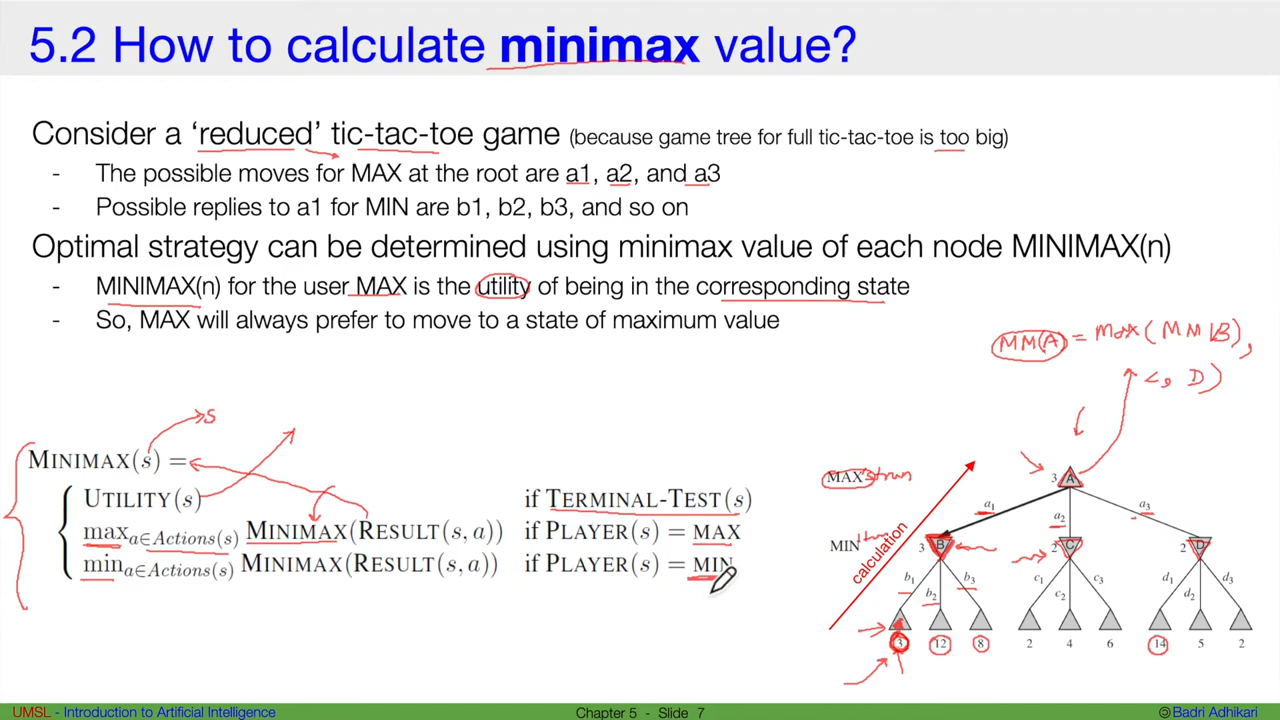 5.2 How to calculate minimax value?
Consider a ‘reduced’ tic-tac-toe game (because game tree for full tic-tac-toe is too big)
- The possible moves for MAX at the root are a1, a2, and a3
- Possible replies to a1 for MIN are b1, b2, b3, and so on
Optimal strategy can be determined using minimax value of each node MINIMAX(n)
- MINIMAX(n) for the user MAX is the utility of being in the corresponding state
- So, MAX will always prefer to move to a state of maximum value
MM(A) = Max(MM(B),
C, D)
s
MINIMAX(s) =
UTILITY(s) if TERMINAL-TEST(s)
max a∈Actions(s) MINIMAX(RESULT(s, a)) if PLAYER(s) = MAX
min a∈Actions(s) MINIMAX(RESULT(s, a)) if PLAYER(s) = MIN
MAX's turn 3 A
a1 a2 a3
MIN turn 3 B 2 C 2 D
calculation
b1 b2 b3 c1 c2 c3 d1 d2 d3
3 12 8 2 4 6 14 5 2
UMSL - Introduction to Artificial Intelligence Chapter 5 - Slide 7 @ Badri Adhikari